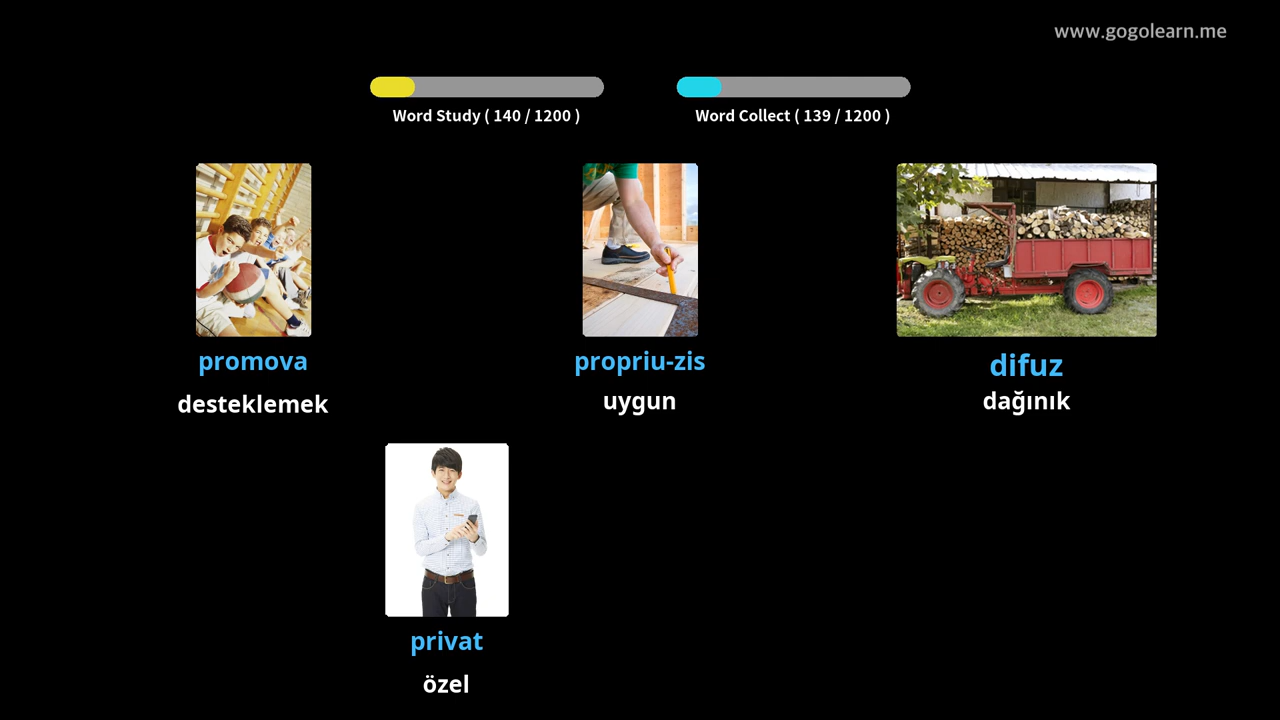 www.gogolearn.me
Word Study ( 140 / 1200 )
Word Collect ( 139 / 1200 )
promova
propriu-zis
difuz
desteklemek
uygun
dağınık
privat
özel